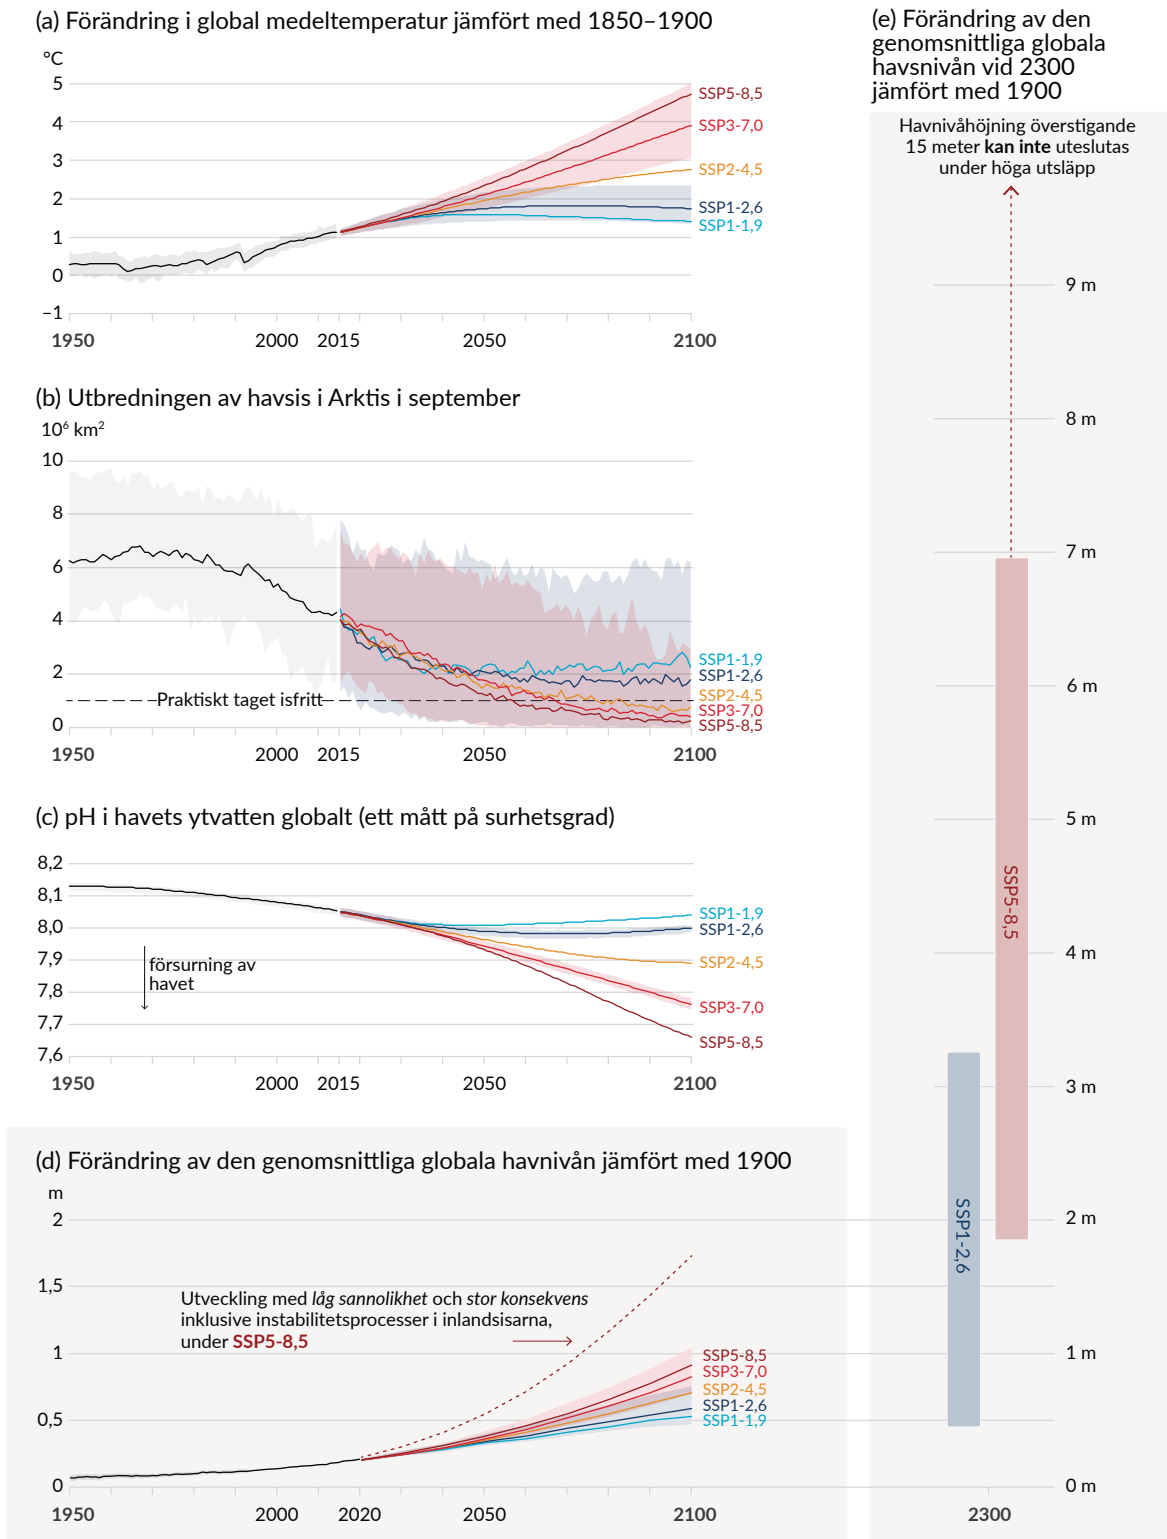 (a) Förändring i global medeltemperatur jämfört med 1850–1900
°C
5
4
3
2
1
0
–1
SSP5-8,5
SSP3-7,0
SSP2-4,5
SSP1-2,6
SSP1-1,9
1950 2000 2015 2050 2100
(b) Utbredningen av havsis i Arktis i september
10⁶ km²
10
8
6
4
2
0
Praktiskt taget isfritt
SSP1-1,9
SSP1-2,6
SSP2-4,5
SSP3-7,0
SSP5-8,5
1950 2000 2015 2050 2100
(c) pH i havets ytvatten globalt (ett mått på surhetsgrad)
8,2
8,1
8,0
7,9
7,8
7,7
7,6
försurning av
havet
SSP1-1,9
SSP1-2,6
SSP2-4,5
SSP3-7,0
SSP5-8,5
1950 2000 2015 2050 2100
(d) Förändring av den genomsnittliga globala havnivån jämfört med 1900
m
2
1,5
1
0,5
0
Utveckling med låg sannolikhet och stor konsekvens
inklusive instabilitetsprocesser i inlandsisarna,
under SSP5-8,5
SSP5-8,5
SSP3-7,0
SSP2-4,5
SSP1-2,6
SSP1-1,9
1950 2000 2020 2050 2100
(e) Förändring av den
genomsnittliga globala
havsnivån vid 2300
jämfört med 1900
Havnivåhöjning överstigande
15 meter kan inte uteslutas
under höga utsläpp
9 m
8 m
7 m
6 m
5 m
4 m
3 m
2 m
1 m
0 m
SSP5-8,5
SSP1-2,6
2300